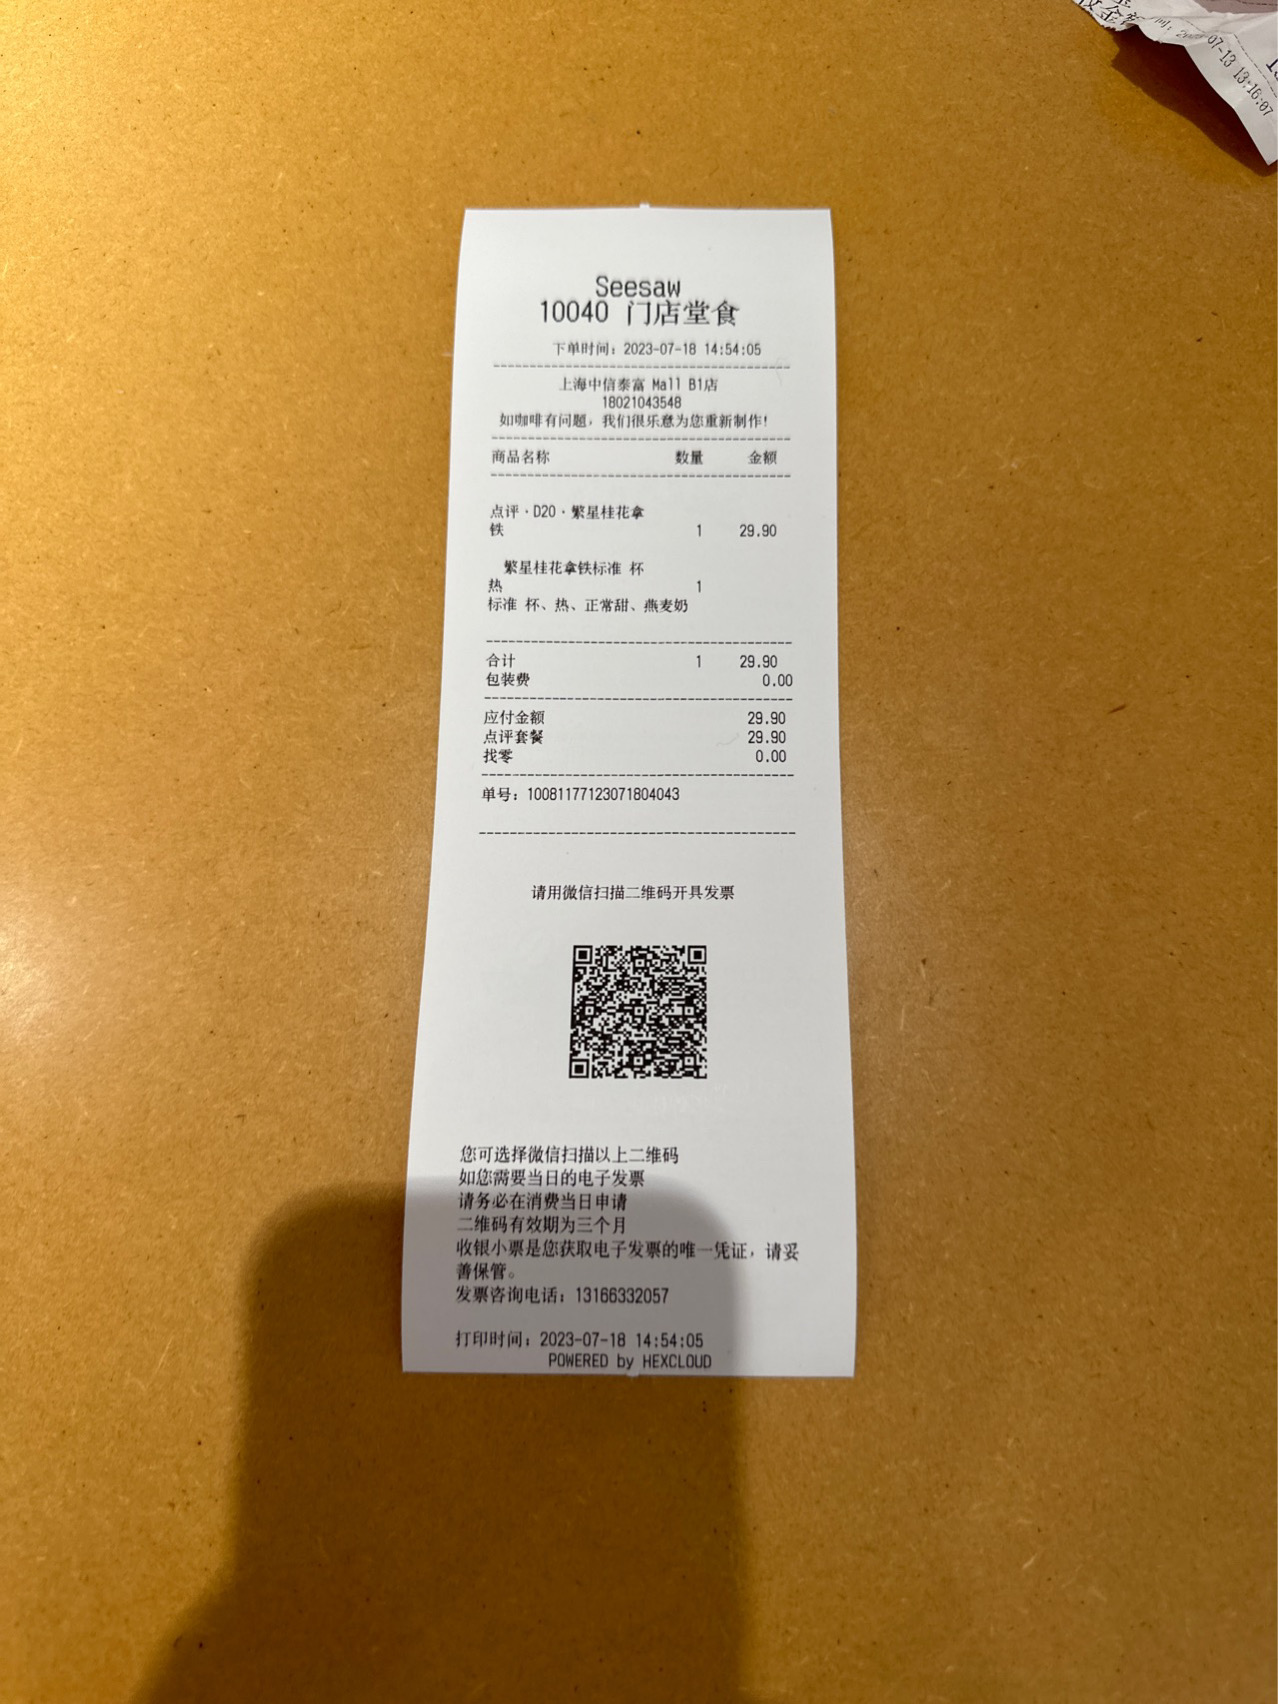 07-13 13:16:07
Seesaw
10040 门店堂食
下单时间：2023-07-18 14:54:05
上海中信泰富 Mall B1店
18021043548
如咖啡有问题，我们很乐意为您重新制作！
商品名称 数量 金额
点评·D20·繁星桂花拿
铁 1 29.90
繁星桂花拿铁标准 杯
热 1
标准 杯、热、正常甜、燕麦奶
合计 1 29.90
包装费 0.00
应付金额 29.90
点评套餐 29.90
找零 0.00
单号：10081177123071804043
请用微信扫描二维码开具发票
您可选择微信扫描以上二维码
如您需要当日的电子发票
请务必在消费当日申请
二维码有效期为三个月
收银小票是您获取电子发票的唯一凭证，请妥
善保管。
发票咨询电话：13166332057
打印时间：2023-07-18 14:54:05
POWERED by HEXCLOUD